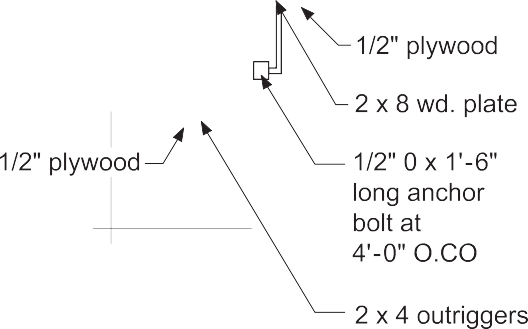 1/2" plywood
2 x 8 wd. plate
1/2" plywood
1/2" 0 x 1'-6"
long anchor
bolt at
4'-0" O.CO
2 x 4 outriggers